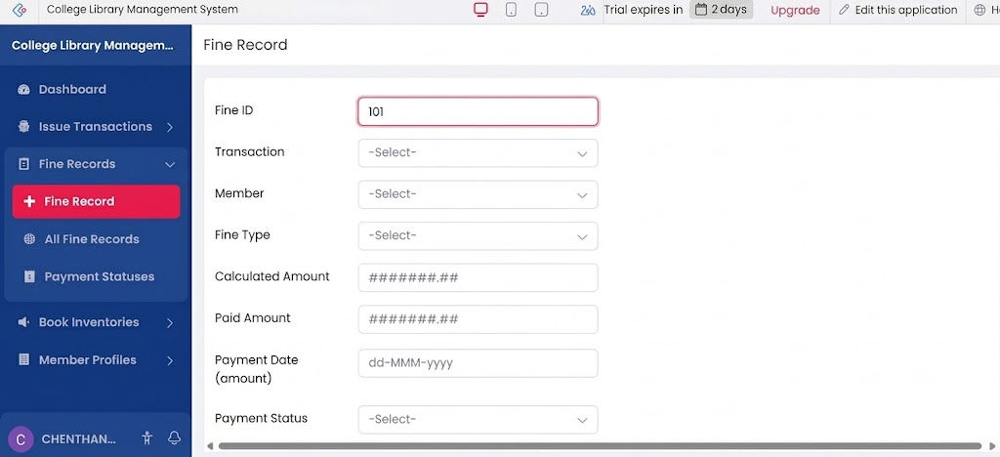 College Library Management System
Trial expires in 2 days Upgrade Edit this application
College Library Managem...
Fine Record
Dashboard
Issue Transactions
Fine Records
Fine Record
All Fine Records
Payment Statuses
Book Inventories
Member Profiles
C CHENTHAN...
Fine ID 101
Transaction -Select-
Member -Select-
Fine Type -Select-
Calculated Amount #######.##
Paid Amount #######.##
Payment Date dd-MMM-yyyy
(amount)
Payment Status -Select-